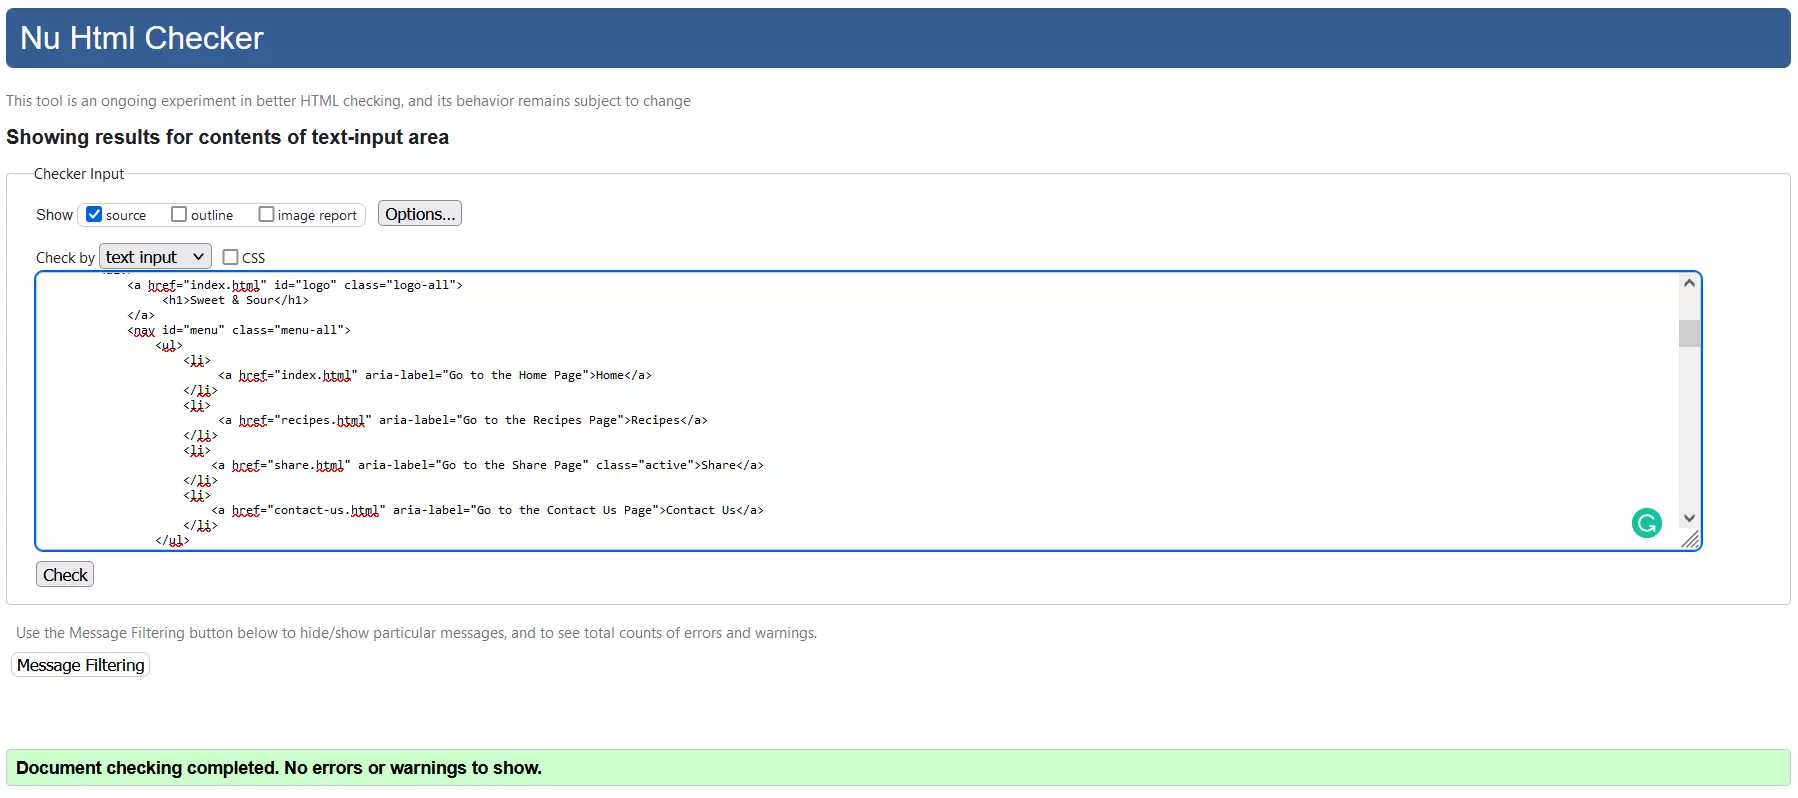 Nu Html Checker
This tool is an ongoing experiment in better HTML checking, and its behavior remains subject to change
Showing results for contents of text-input area
Checker Input
Show source outline image report Options...
Check by text input CSS
<a href="index.html" id="logo" class="logo-all">
<h1>Sweet & Sour</h1>
</a>
<nav id="menu" class="menu-all">
<ul>
<li>
<a href="index.html" aria-label="Go to the Home Page">Home</a>
</li>
<li>
<a href="recipes.html" aria-label="Go to the Recipes Page">Recipes</a>
</li>
<li>
<a href="share.html" aria-label="Go to the Share Page" class="active">Share</a>
</li>
<li>
<a href="contact-us.html" aria-label="Go to the Contact Us Page">Contact Us</a>
</li>
</ul>
Check
Use the Message Filtering button below to hide/show particular messages, and to see total counts of errors and warnings.
Message Filtering
Document checking completed. No errors or warnings to show.